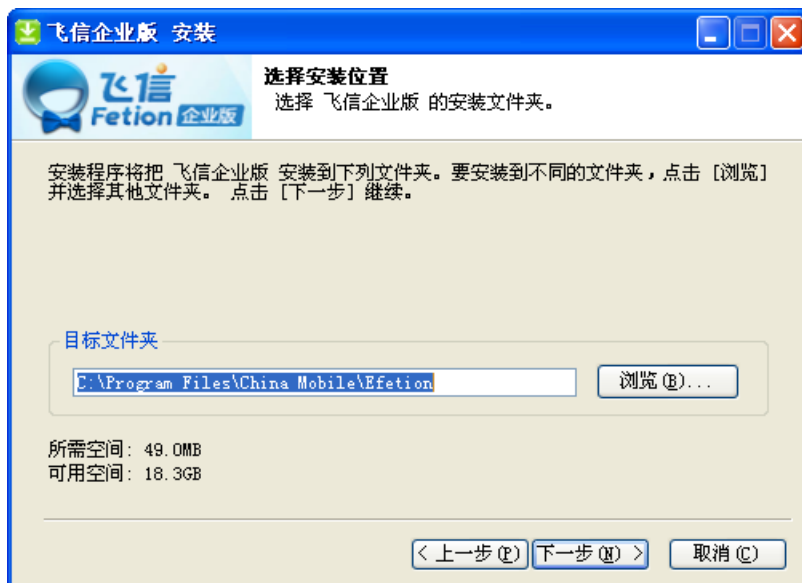 飞信企业版 安装
飞信
Fetion 企业版
选择安装位置
选择 飞信企业版 的安装文件夹。
安装程序将把 飞信企业版 安装到下列文件夹。要安装到不同的文件夹，点击 [浏览]
并选择其他文件夹。 点击 [下一步] 继续。
目标文件夹
C:\Program Files\China Mobile\Efetion
浏览(B)...
所需空间: 49.0MB
可用空间: 18.3GB
< 上一步(P) 下一步(N) > 取消(C)